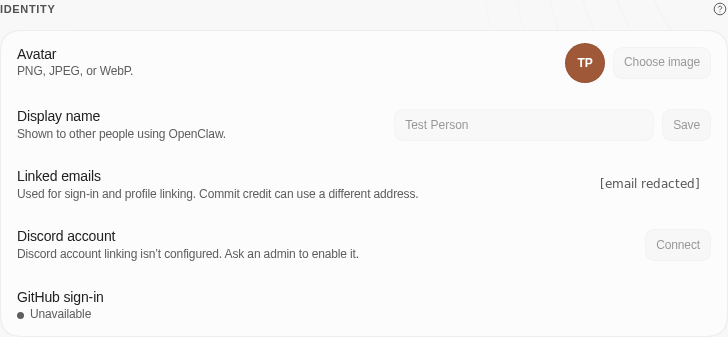 IDENTITY
?
Avatar
PNG, JPEG, or WebP.
TP
Choose image
Display name
Shown to other people using OpenClaw.
Test Person
Save
Linked emails
Used for sign-in and profile linking. Commit credit can use a different address.
[email redacted]
Discord account
Discord account linking isn’t configured. Ask an admin to enable it.
Connect
GitHub sign-in
Unavailable